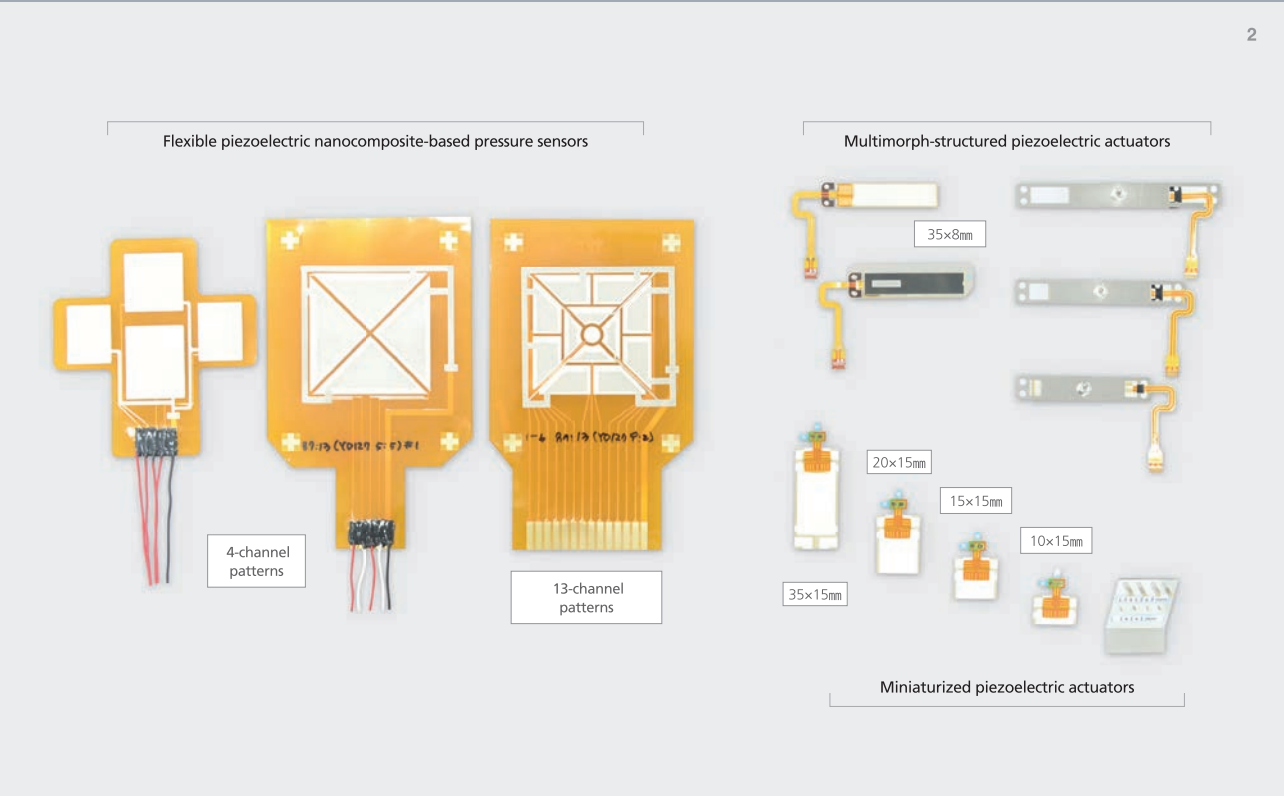 2
Flexible piezoelectric nanocomposite-based pressure sensors
Multimorph-structured piezoelectric actuators
35×8㎜
4-channel
patterns
13-channel
patterns
20×15㎜
15×15㎜
10×15㎜
35×15㎜
Miniaturized piezoelectric actuators